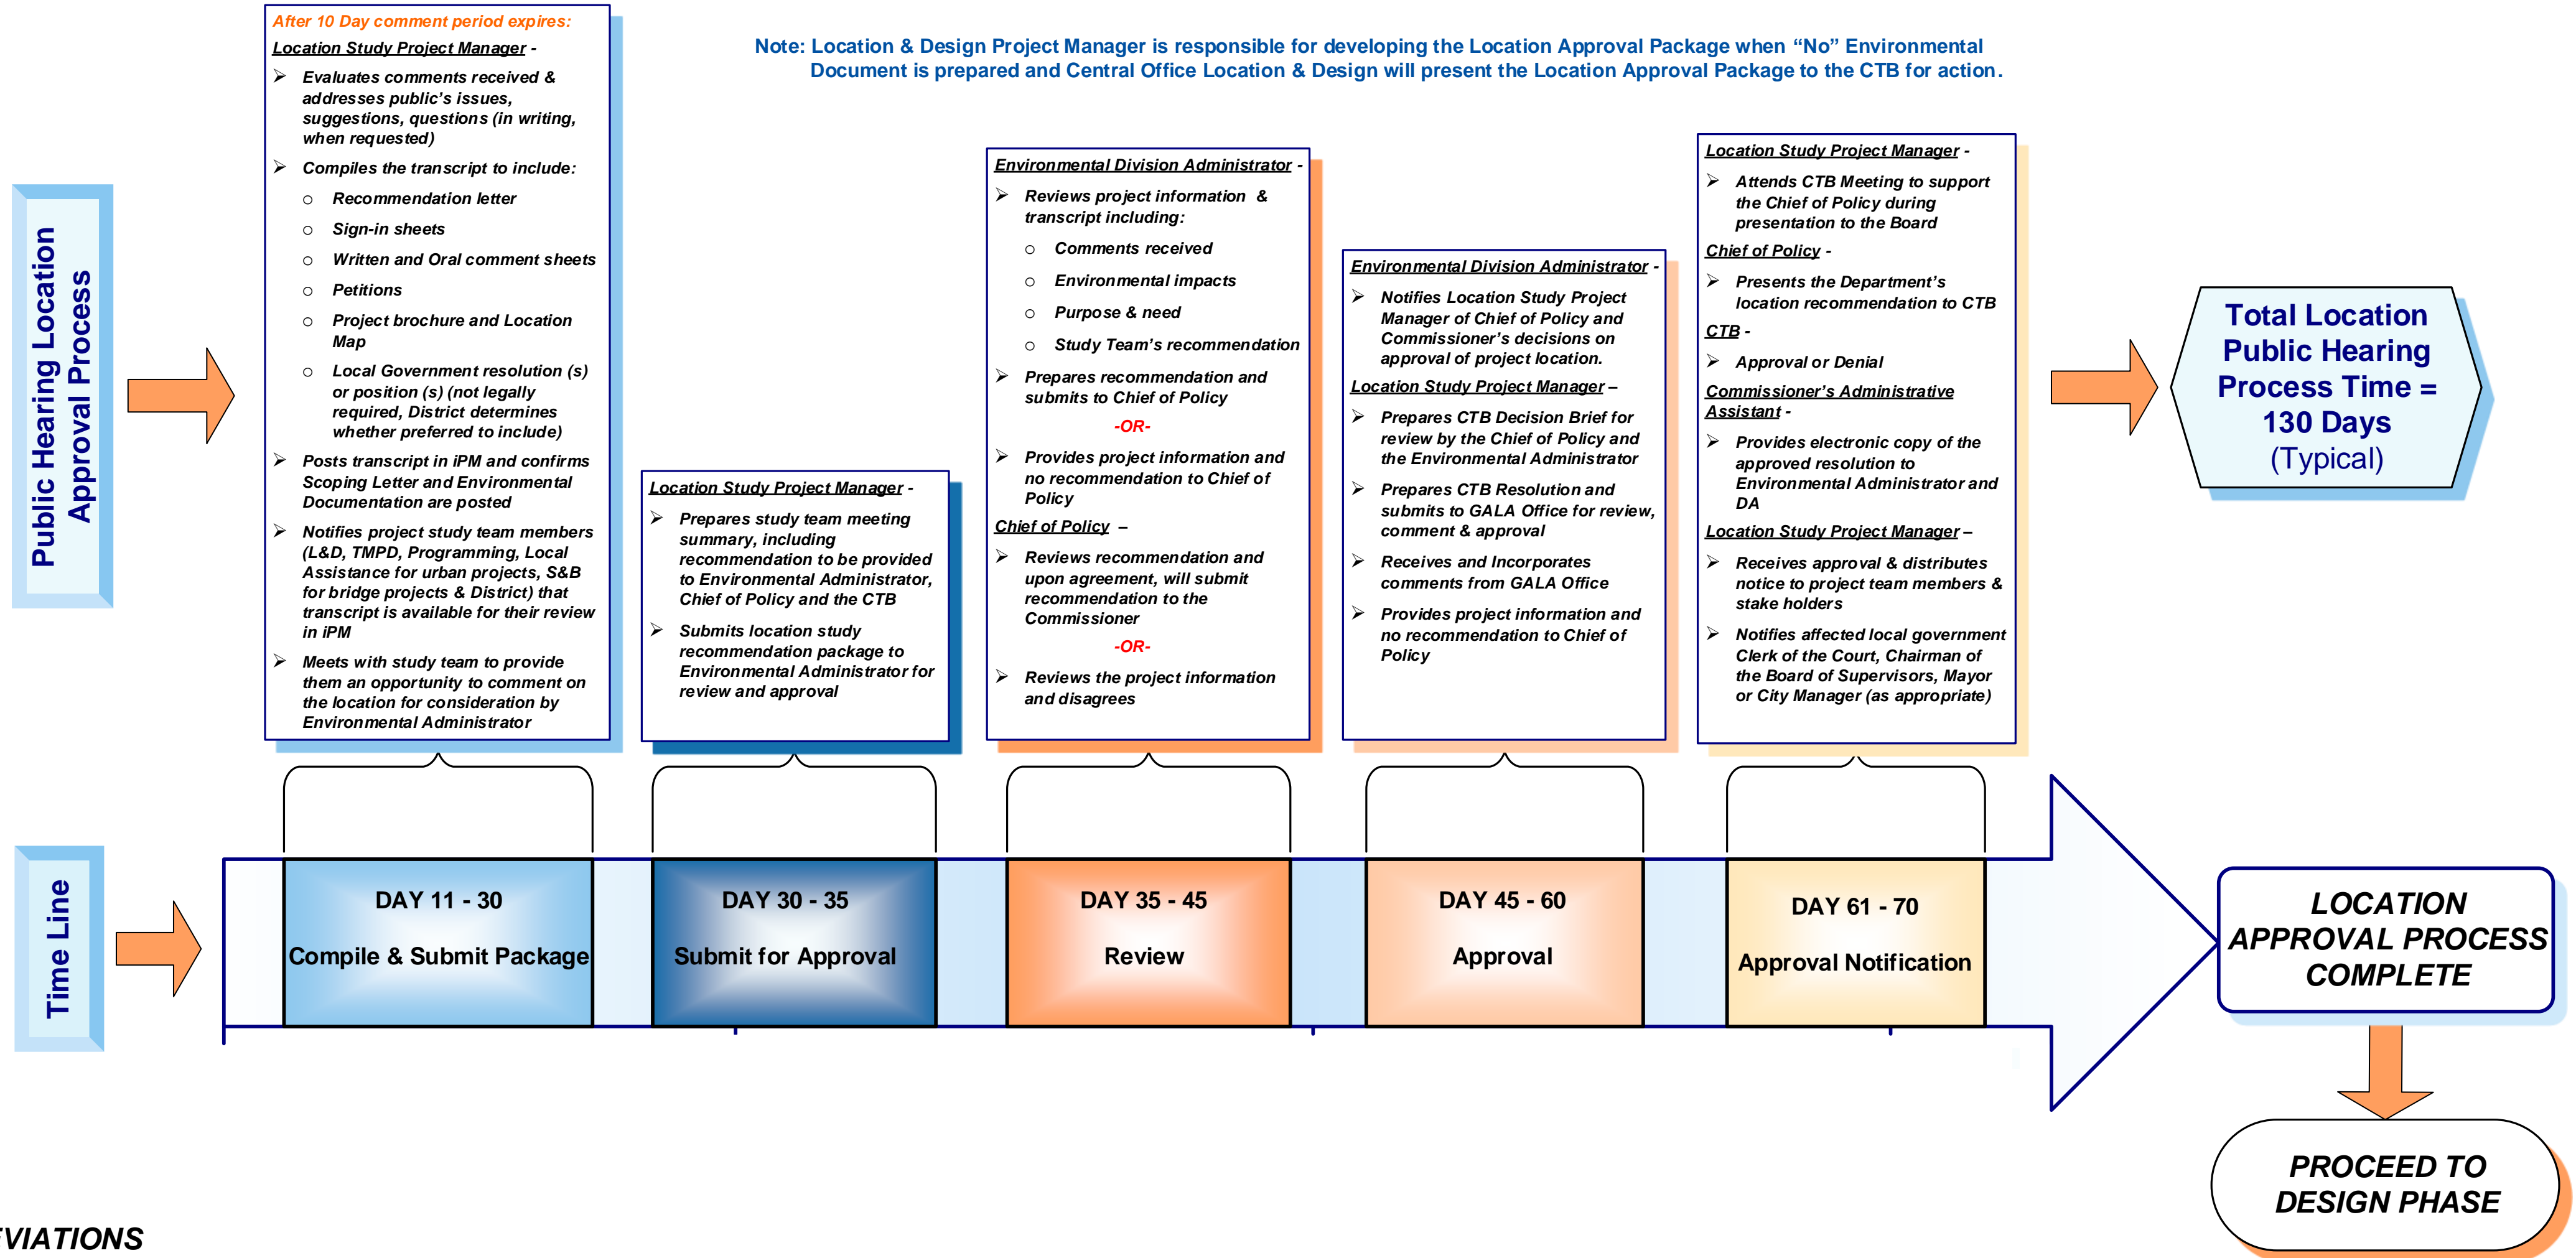 After 10 Day comment period expires:
Location Study Project Manager -
➢ Evaluates comments received &
addresses public’s issues,
suggestions, questions (in writing,
when requested)
➢ Compiles the transcript to include:
o Recommendation letter
o Sign-in sheets
o Written and Oral comment sheets
o Petitions
o Project brochure and Location
Map
o Local Government resolution (s)
or position (s) (not legally
required, District determines
whether preferred to include)
➢ Posts transcript in iPM and confirms
Scoping Letter and Environmental
Documentation are posted
➢ Notifies project study team members
(L&D, TMPD, Programming, Local
Assistance for urban projects, S&B
for bridge projects & District) that
transcript is available for their review
in iPM
➢ Meets with study team to provide
them an opportunity to comment on
the location for consideration by
Environmental Administrator
Note: Location & Design Project Manager is responsible for developing the Location Approval Package when “No” Environmental
Document is prepared and Central Office Location & Design will present the Location Approval Package to the CTB for action.
Public Hearing Location
Approval Process
Location Study Project Manager -
➢ Prepares study team meeting
summary, including
recommendation to be provided
to Environmental Administrator,
Chief of Policy and the CTB
➢ Submits location study
recommendation package to
Environmental Administrator for
review and approval
Environmental Division Administrator -
➢ Reviews project information &
transcript including:
o Comments received
o Environmental impacts
o Purpose & need
o Study Team’s recommendation
➢ Prepares recommendation and
submits to Chief of Policy
-OR-
➢ Provides project information and
no recommendation to Chief of
Policy
Chief of Policy –
➢ Reviews recommendation and
upon agreement, will submit
recommendation to the
Commissioner
-OR-
➢ Reviews the project information
and disagrees
Environmental Division Administrator -
➢ Notifies Location Study Project
Manager of Chief of Policy and
Commissioner’s decisions on
approval of project location.
Location Study Project Manager –
➢ Prepares CTB Decision Brief for
review by the Chief of Policy and
the Environmental Administrator
➢ Prepares CTB Resolution and
submits to GALA Office for review,
comment & approval
➢ Receives and Incorporates
comments from GALA Office
➢ Provides project information and
no recommendation to Chief of
Policy
Location Study Project Manager -
➢ Attends CTB Meeting to support
the Chief of Policy during
presentation to the Board
Chief of Policy -
➢ Presents the Department’s
location recommendation to CTB
CTB -
➢ Approval or Denial
Commissioner’s Administrative
Assistant -
➢ Provides electronic copy of the
approved resolution to
Environmental Administrator and
DA
Location Study Project Manager –
➢ Receives approval & distributes
notice to project team members &
stake holders
➢ Notifies affected local government
Clerk of the Court, Chairman of
the Board of Supervisors, Mayor
or City Manager (as appropriate)
Total Location
Public Hearing
Process Time =
130 Days
(Typical)
Time Line
DAY 11 - 30
Compile & Submit Package
DAY 30 - 35
Submit for Approval
DAY 35 - 45
Review
DAY 45 - 60
Approval
DAY 61 - 70
Approval Notification
LOCATION
APPROVAL PROCESS
COMPLETE
PROCEED TO
DESIGN PHASE
EVIATIONS